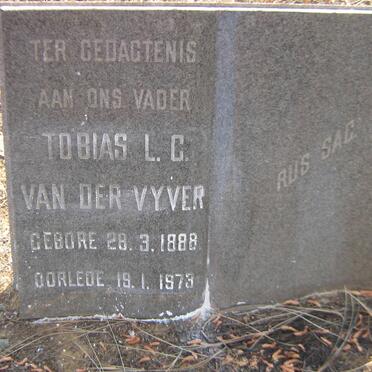 TER GEDAGTENIS
AAN ONS VADER
TOBIAS L. C.
VAN DER VYVER
GEBORE 28. 3. 1888
OORLEDE 19. 1. 1973
RUS SAG.